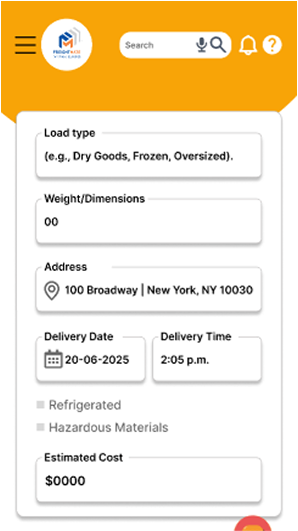 Search
?
Load type
(e.g., Dry Goods, Frozen, Oversized).
Weight/Dimensions
00
Address
100 Broadway | New York, NY 10030
Delivery Date
Delivery Time
20-06-2025
2:05 p.m.
Refrigerated
Hazardous Materials
Estimated Cost
$0000